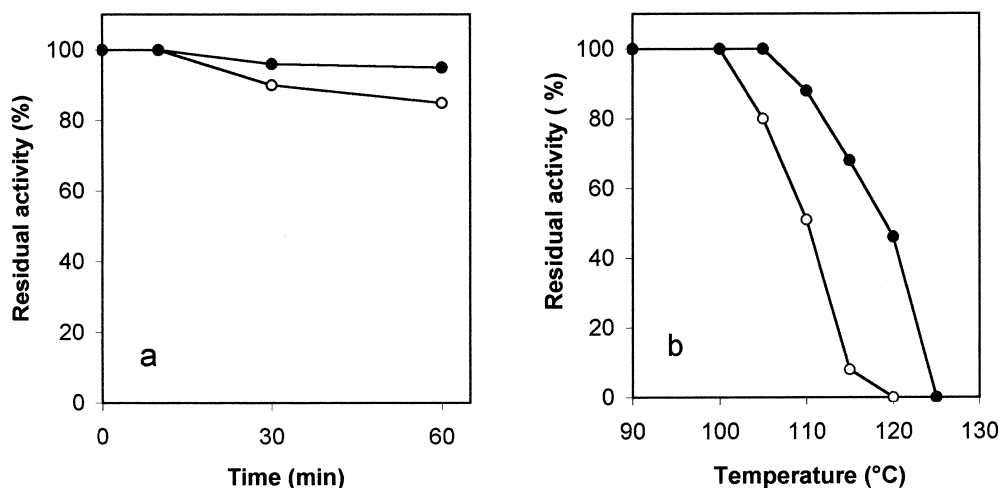 100
80
60
40
20
0
Residual activity (%)
a
0 30 60
Time (min)
100
80
60
40
20
0
Residual activity ( %)
b
90 100 110 120 130
Temperature (°C)